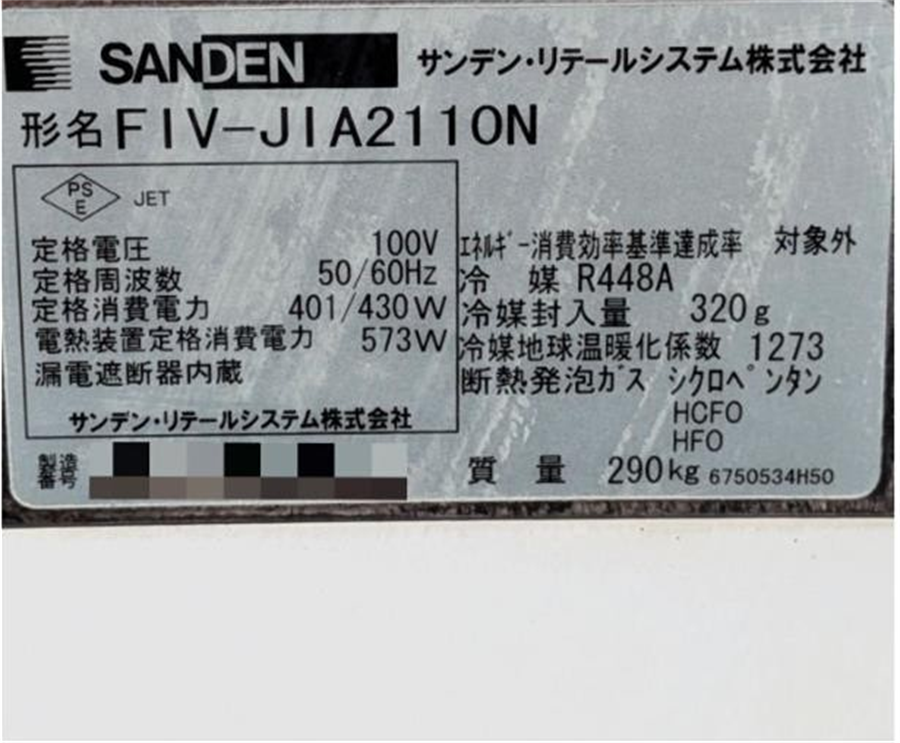 SANDEN サンデン・リテールシステム株式会社
形名 FIV-JIA2110N
PSE JET
定格電圧 100V
定格周波数 50/60Hz
定格消費電力 401/430W
電熱装置定格消費電力 573W
漏電遮断器内蔵
サンデン・リテールシステム株式会社
製造番号
エネルギー消費効率基準達成率 対象外
冷 媒 R448A
冷媒封入量 320g
冷媒地球温暖化係数 1273
断熱発泡ガス シクロペンタン
HCFO
HFO
質 量 290kg 6750534H50